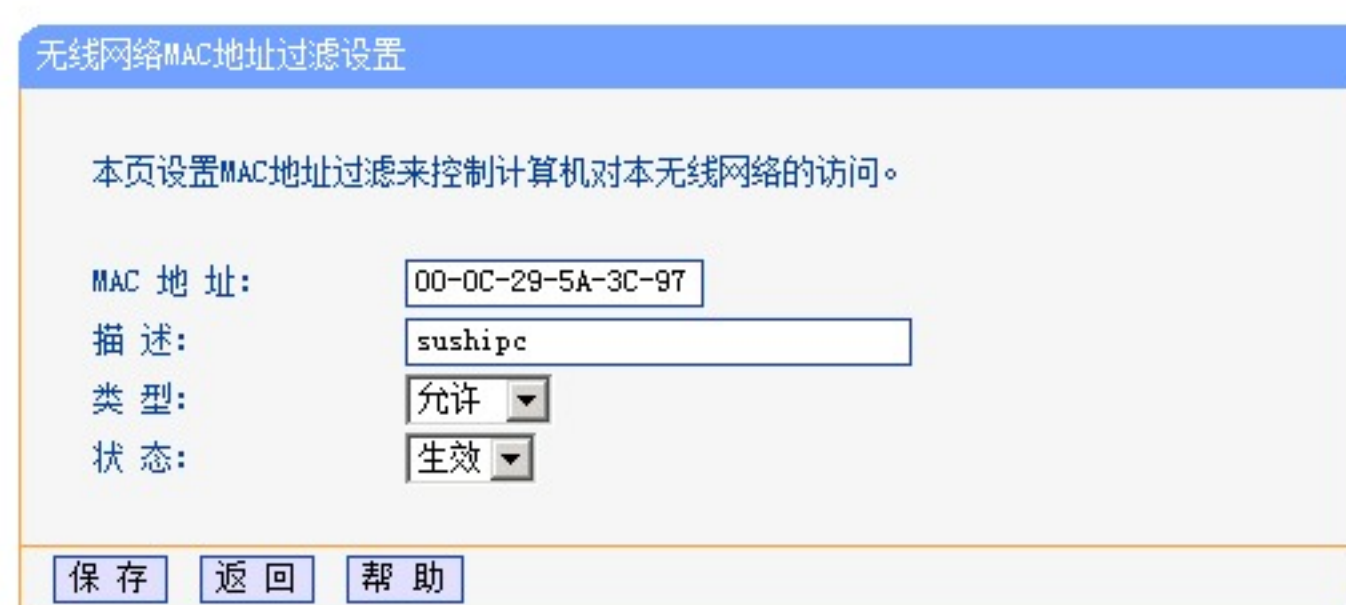 无线网络MAC地址过滤设置
本页设置MAC地址过滤来控制计算机对本无线网络的访问。
MAC 地 址: 00-0C-29-5A-3C-97
描 述: sushipc
类 型: 允许
状 态: 生效
保 存 返 回 帮 助